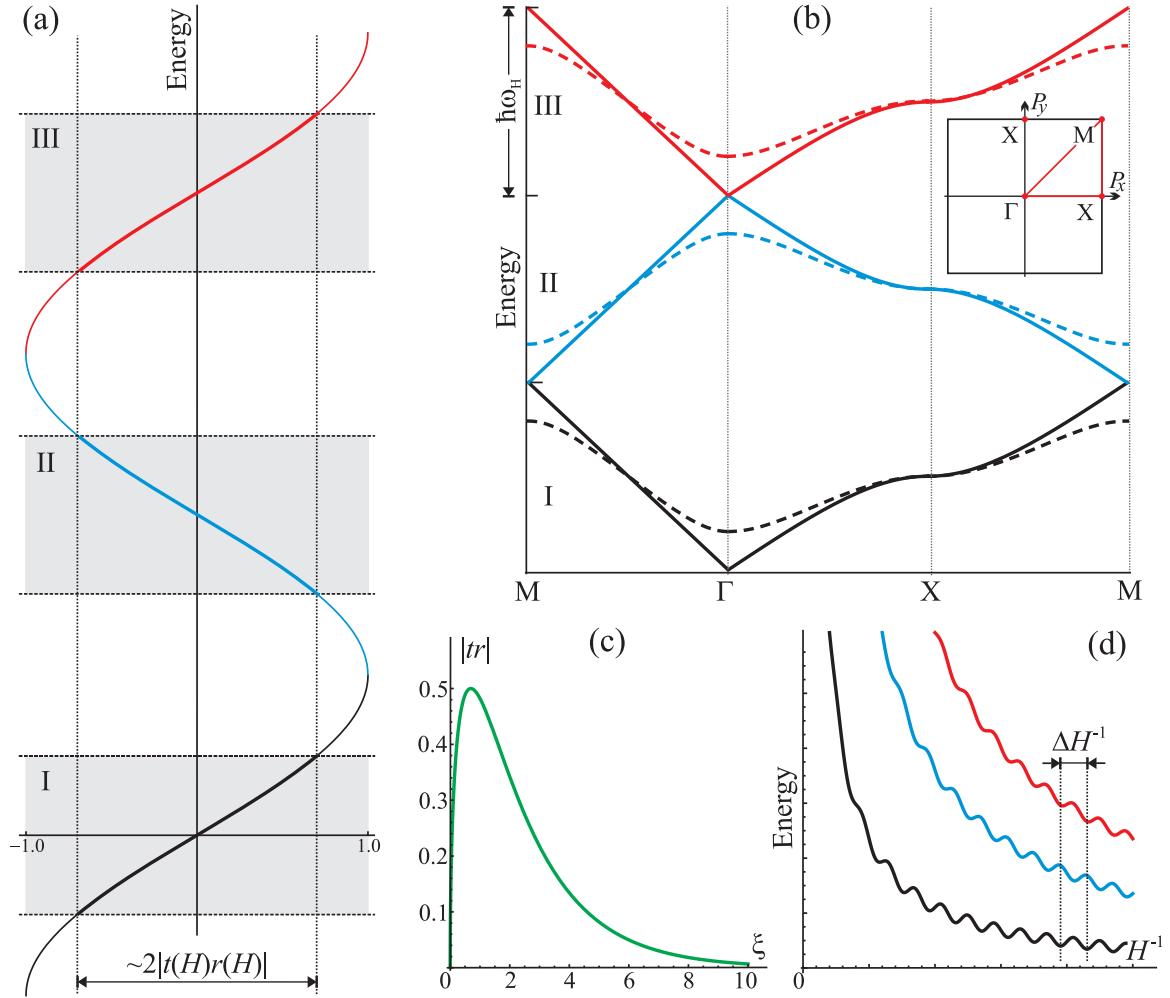 (a)
Energy
III
II
I
−1.0
1.0
~2|t(H)r(H)|
(b)
ħω_H
Energy
III
II
I
P_y
X
M
P_x
Γ
X
M
Γ
X
M
(c)
|tr|
0.5
0.4
0.3
0.2
0.1
0
2
4
6
8
10
ξ
(d)
Energy
ΔH⁻¹
0
H⁻¹